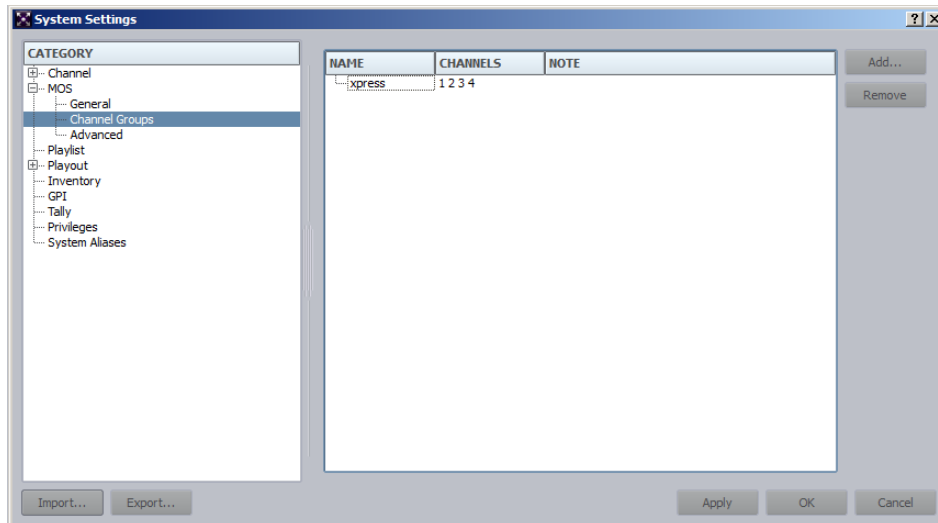 System Settings
CATEGORY
Channel
MOS
General
Channel Groups
Advanced
Playlist
Playout
Inventory
GPI
Tally
Privileges
System Aliases
NAME CHANNELS NOTE
xpress 1 2 3 4
Add...
Remove
Import... Export... Apply OK Cancel